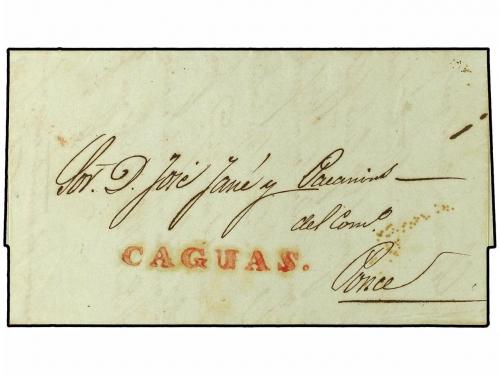 Sor. D. José Jané y Pacanins
del Como.
CAGUAS.
Ponce